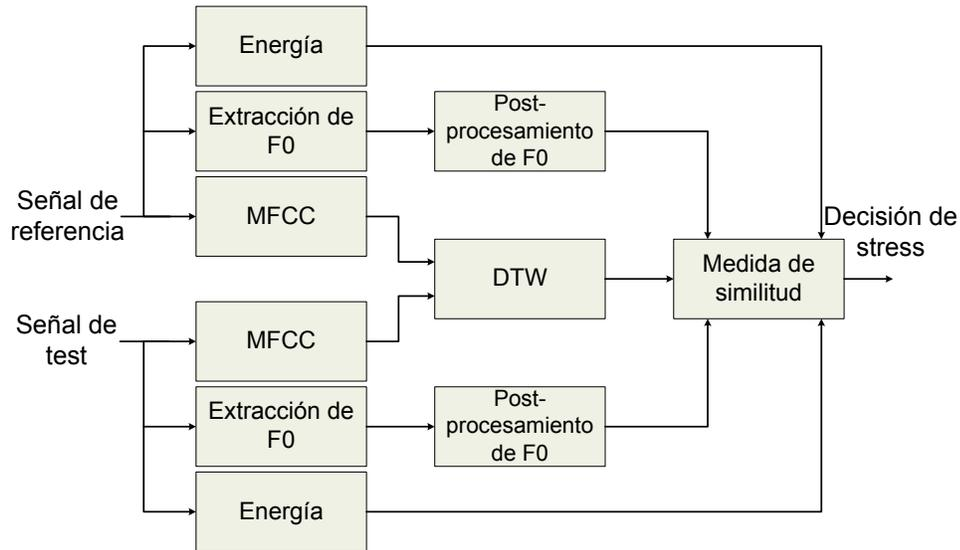 Energía
Extracción de
F0
Post-
procesamiento
de F0
Señal de
referencia
MFCC
Decisión de
stress
DTW
Medida de
similitud
Señal de
test
MFCC
Extracción de
F0
Post-
procesamiento
de F0
Energía